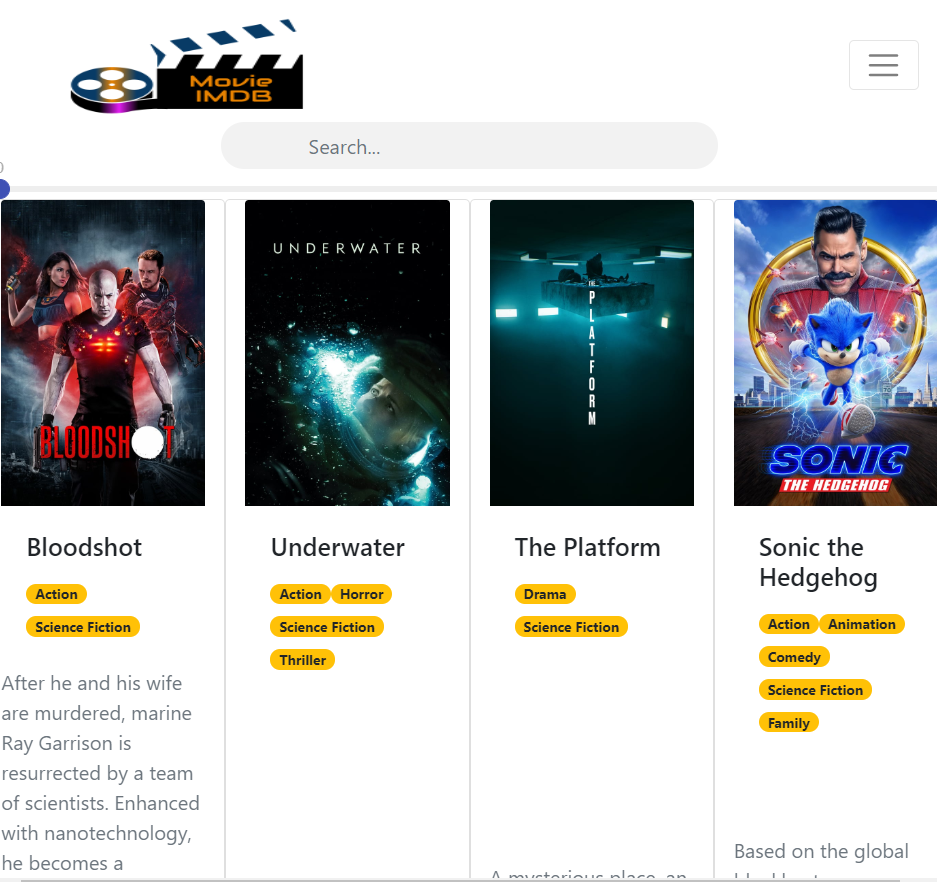 Movie
IMDB
Search...
0
BLOODSHOT
UNDERWATER
THE
PLATFORM
SONIC
THE HEDGEHOG
Bloodshot
Action
Science Fiction
After he and his wife
are murdered, marine
Ray Garrison is
resurrected by a team
of scientists. Enhanced
with nanotechnology,
he becomes a
Underwater
Action Horror
Science Fiction
Thriller
The Platform
Drama
Science Fiction
A mysterious place, an
Sonic the
Hedgehog
Action Animation
Comedy
Science Fiction
Family
Based on the global